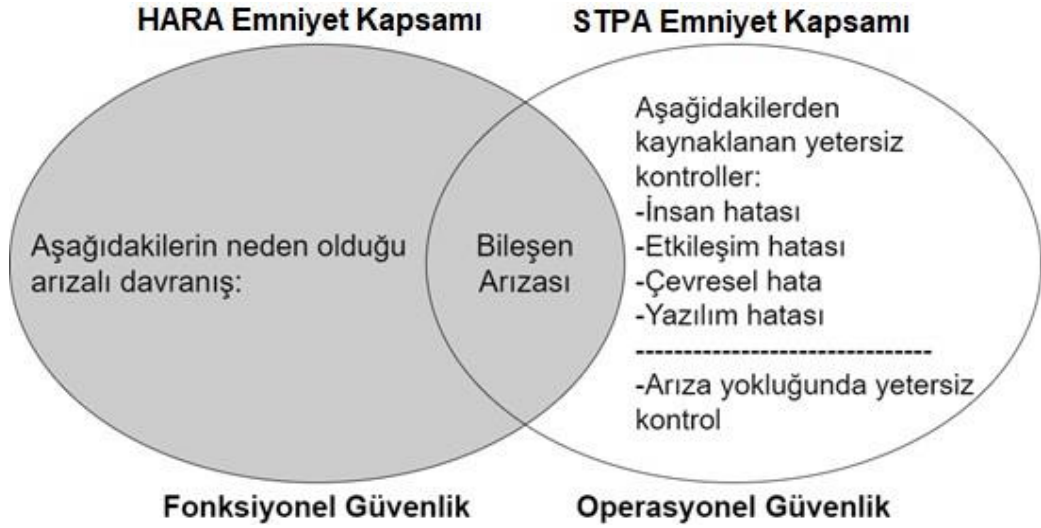 HARA Emniyet Kapsamı
STPA Emniyet Kapsamı
Aşağıdakilerin neden olduğu
arızalı davranış:
Bileşen
Arızası
Aşağidakilerden
kaynaklanan yetersiz
kontroller:
-İnsan hatası
-Etkileşim hatası
-Çevresel hata
-Yazılım hatası
-------------------------------
-Arıza yokluğunda yetersiz
kontrol
Fonksiyonel Güvenlik
Operasyonel Güvenlik